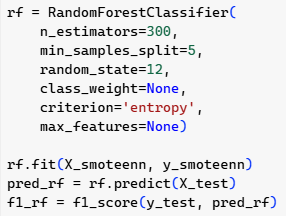 rf = RandomForestClassifier(
    n_estimators=300,
    min_samples_split=5,
    random_state=12,
    class_weight=None,
    criterion='entropy',
    max_features=None)

rf.fit(X_smoteenn, y_smoteenn)
pred_rf = rf.predict(X_test)
f1_rf = f1_score(y_test, pred_rf)